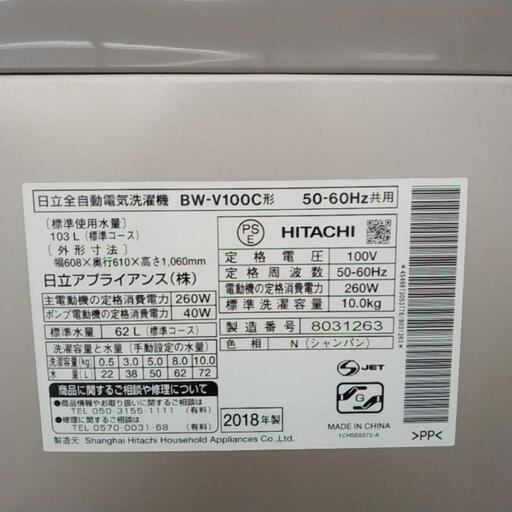 日立全自動電気洗濯機 BW-V100C形 50-60Hz共用
〔標準使用水量〕
103 L (標準コース)
〔外形寸法〕
幅608×奥行610×高さ1,060mm
日立アプライアンス(株)
主電動機の定格消費電力 260W
ポンプ電動機の定格消費電力 40W
標準水量 62 L (標準コース)
洗濯容量と水量 (手動設定の水量)
洗濯容量(kg) 0.5 3.0 5.0 8.0 10.0
水量(L) 22 38 50 62 72
商品に関するご相談や修理について
●商品情報やお取り扱いに関するご相談
TEL 050-3155-1111 (有料)
●修理に関するご相談
TEL 0570-0031-68 (有料)
2018年製
製造元 Shanghai Hitachi Household Appliances Co., Ltd.
PS
E
HITACHI
定格電圧 100V
定格周波数 50-60Hz
電動機の定格消費電力 260W
標準洗濯容量 10.0kg
製造番号 8031263
色相 N (シャンパン)
S JET
G
MADE IN CHINA
1CHSE6272-A
>PP<